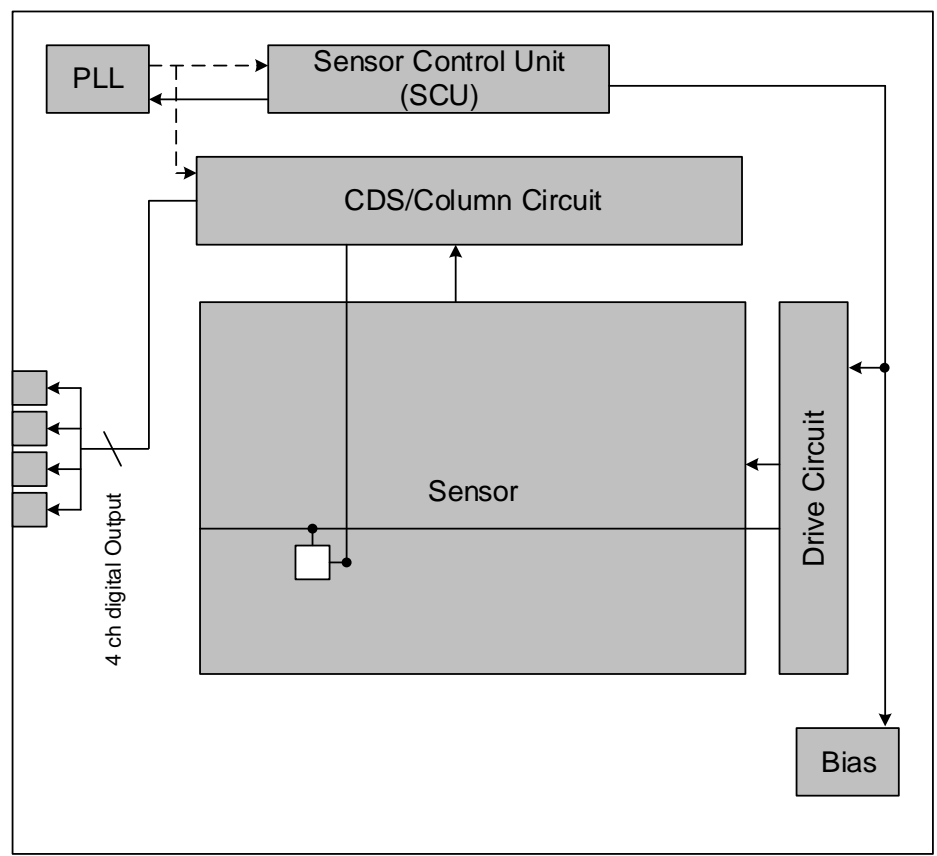 PLL
Sensor Control Unit
(SCU)
CDS/Column Circuit
Sensor
Drive Circuit
4 ch digital Output
Bias